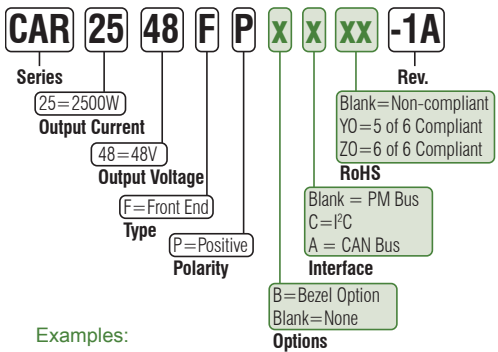 CAR 25 48 F P x x xx -1A
Series
Rev.
25=2500W
Output Current
Blank=Non-compliant
YO=5 of 6 Compliant
ZO=6 of 6 Compliant
RoHS
48=48V
Output Voltage
F=Front End
Type
Blank = PM Bus
C=I²C
A = CAN Bus
Interface
P=Positive
Polarity
B=Bezel Option
Blank=None
Options
Examples: